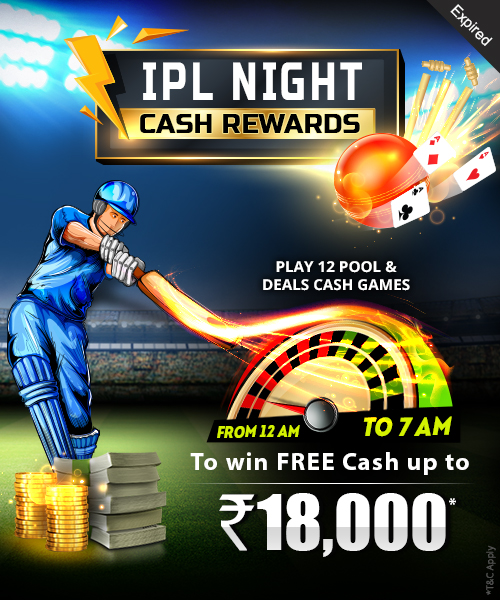 Expired
IPL NIGHT
CASH REWARDS
PLAY 12 POOL &
DEALS CASH GAMES
FROM 12 AM
TO 7 AM
To win FREE Cash up to
₹18,000*
*T&C Apply